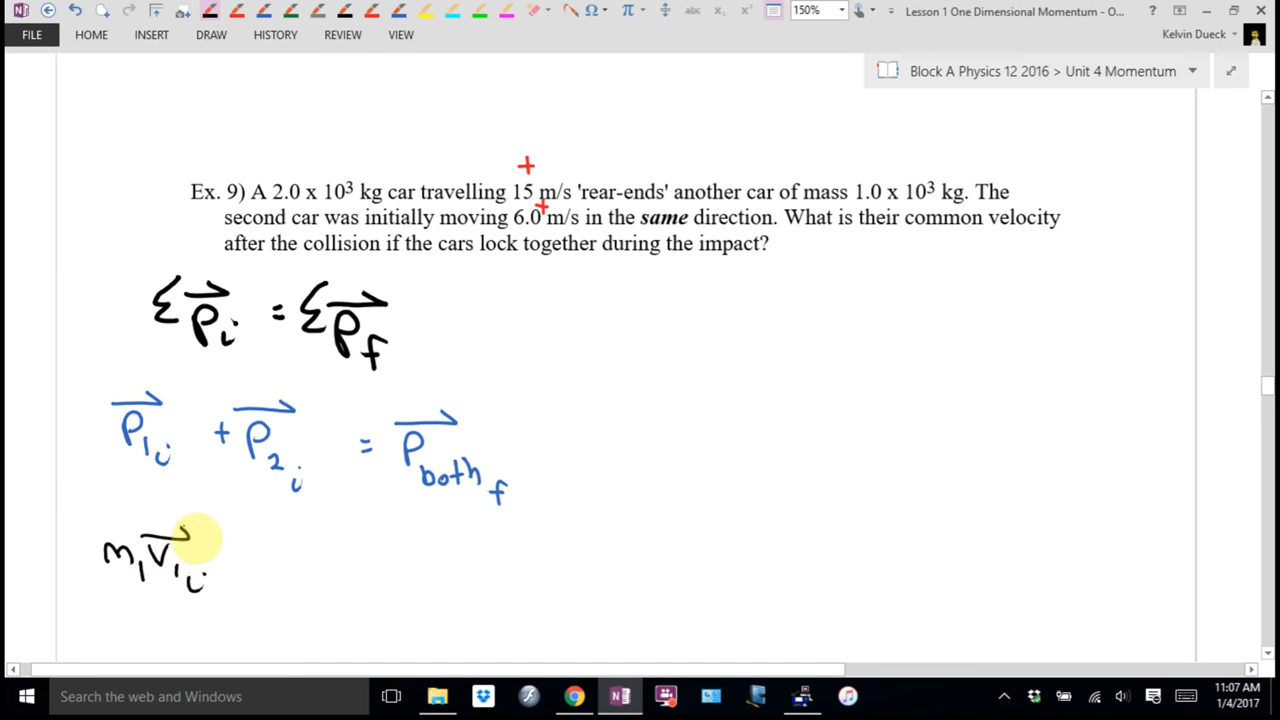 150%
Lesson 1 One Dimensional Momentum - O...
FILE HOME INSERT DRAW HISTORY REVIEW VIEW
Kelvin Dueck
Block A Physics 12 2016 > Unit 4 Momentum
+
Ex. 9) A 2.0 x 10³ kg car travelling 15 m/s 'rear-ends' another car of mass 1.0 x 10³ kg. The
+
second car was initially moving 6.0 m/s in the same direction. What is their common velocity
after the collision if the cars lock together during the impact?
Σp⃗i = Σp⃗f
p⃗1i + p⃗2i = p⃗both f
m1v⃗1i
Search the web and Windows
11:07 AM
1/4/2017